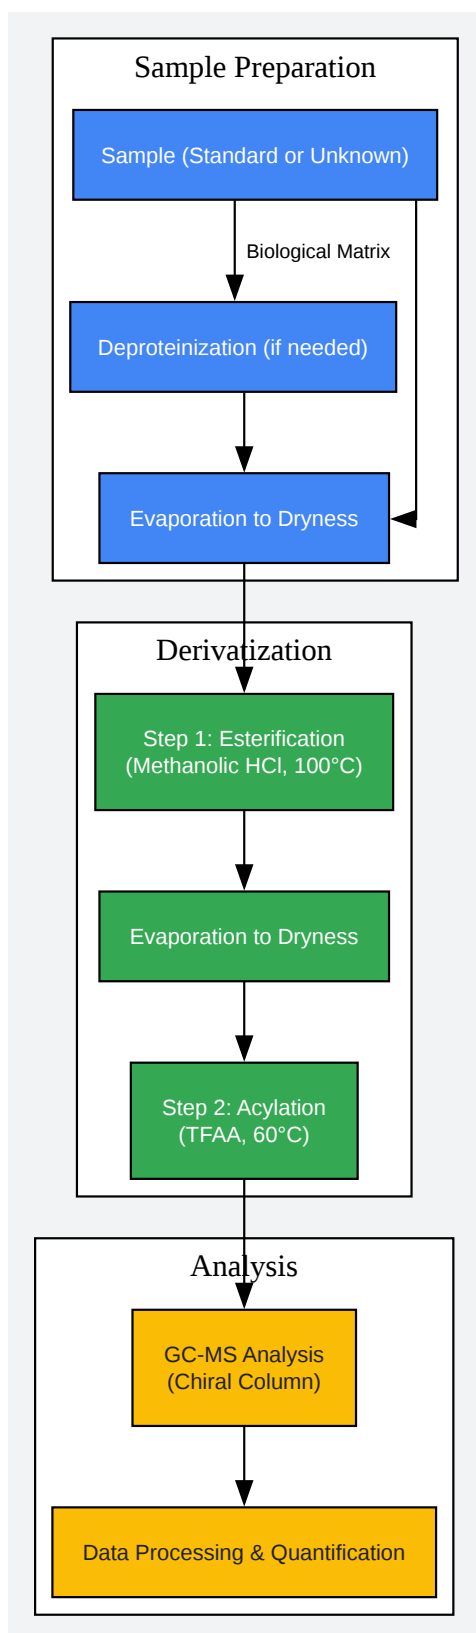 Sample Preparation
Sample (Standard or Unknown)
Biological Matrix
Deproteinization (if needed)
Evaporation to Dryness
Derivatization
Step 1: Esterification
(Methanolic HCl, 100°C)
Evaporation to Dryness
Step 2: Acylation
(TFAA, 60°C)
Analysis
GC-MS Analysis
(Chiral Column)
Data Processing & Quantification